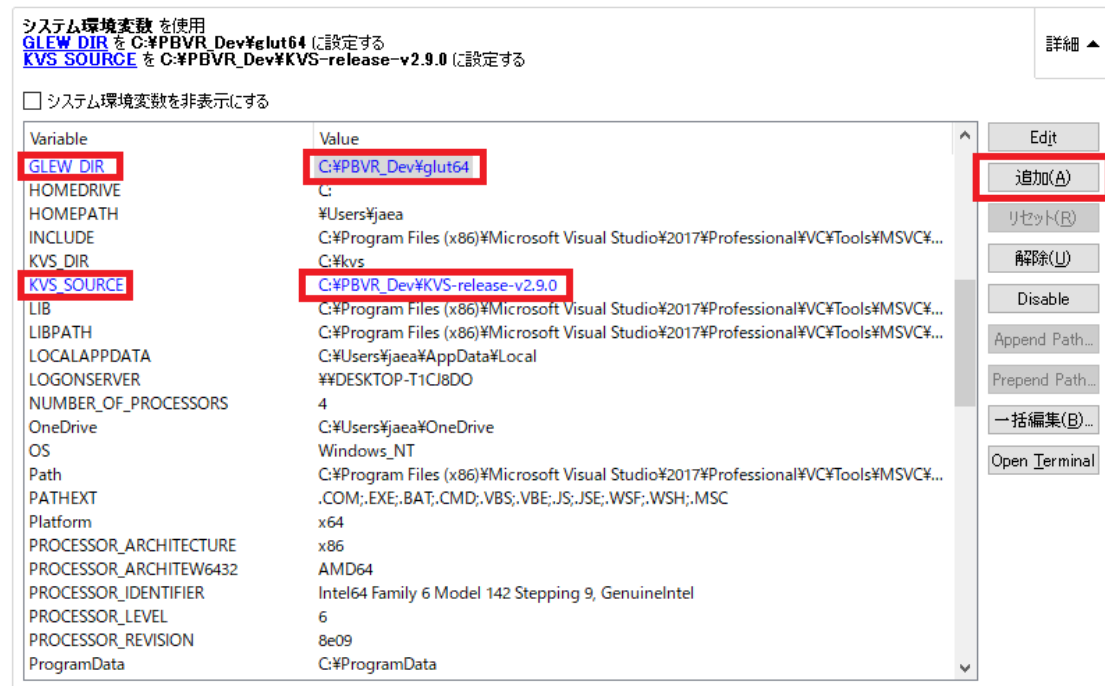 システム環境変数 を使用
GLEW_DIR を C:¥PBVR_Dev¥glut64 に設定する
KVS_SOURCE を C:¥PBVR_Dev¥KVS-release-v2.9.0 に設定する
詳細 ▲
システム環境変数を非表示にする
Variable Value
GLEW_DIR C:¥PBVR_Dev¥glut64
HOMEDRIVE C:
HOMEPATH ¥Users¥jaea
INCLUDE C:¥Program Files (x86)¥Microsoft Visual Studio¥2017¥Professional¥VC¥Tools¥MSVC¥...
KVS_DIR C:¥kvs
KVS_SOURCE C:¥PBVR_Dev¥KVS-release-v2.9.0
LIB C:¥Program Files (x86)¥Microsoft Visual Studio¥2017¥Professional¥VC¥Tools¥MSVC¥...
LIBPATH C:¥Program Files (x86)¥Microsoft Visual Studio¥2017¥Professional¥VC¥Tools¥MSVC¥...
LOCALAPPDATA C:¥Users¥jaea¥AppData¥Local
LOGONSERVER ¥¥DESKTOP-T1CJ8DO
NUMBER_OF_PROCESSORS 4
OneDrive C:¥Users¥jaea¥OneDrive
OS Windows_NT
Path C:¥Program Files (x86)¥Microsoft Visual Studio¥2017¥Professional¥VC¥Tools¥MSVC¥...
PATHEXT .COM;.EXE;.BAT;.CMD;.VBS;.VBE;.JS;.JSE;.WSF;.WSH;.MSC
Platform x64
PROCESSOR_ARCHITECTURE x86
PROCESSOR_ARCHITEW6432 AMD64
PROCESSOR_IDENTIFIER Intel64 Family 6 Model 142 Stepping 9, GenuineIntel
PROCESSOR_LEVEL 6
PROCESSOR_REVISION 8e09
ProgramData C:¥ProgramData
Edit
追加(A)
リセット(R)
解除(U)
Disable
Append Path...
Prepend Path...
一括編集(B)...
Open Terminal